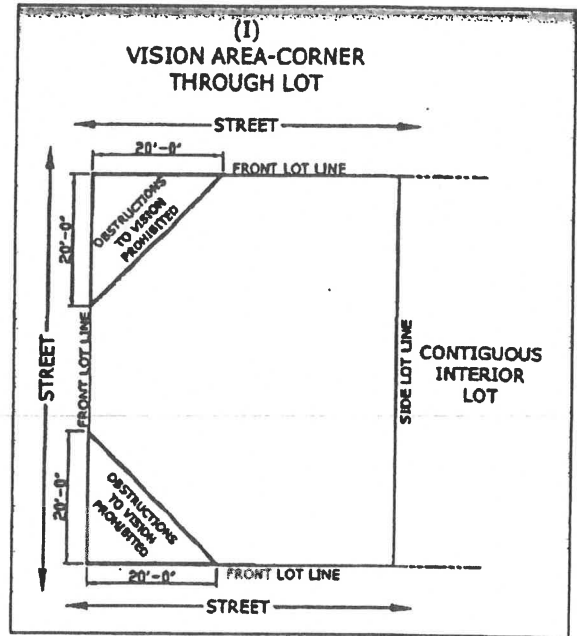 (I)
VISION AREA-CORNER
THROUGH LOT
STREET
20'-0"
FRONT LOT LINE
20'-0"
OBSTRUCTIONS
TO VISION
PROHIBITED
STREET
FRONT LOT LINE
SIDE LOT LINE
CONTIGUOUS
INTERIOR
LOT
20'-0"
OBSTRUCTIONS
TO VISION
PROHIBITED
20'-0"
FRONT LOT LINE
STREET